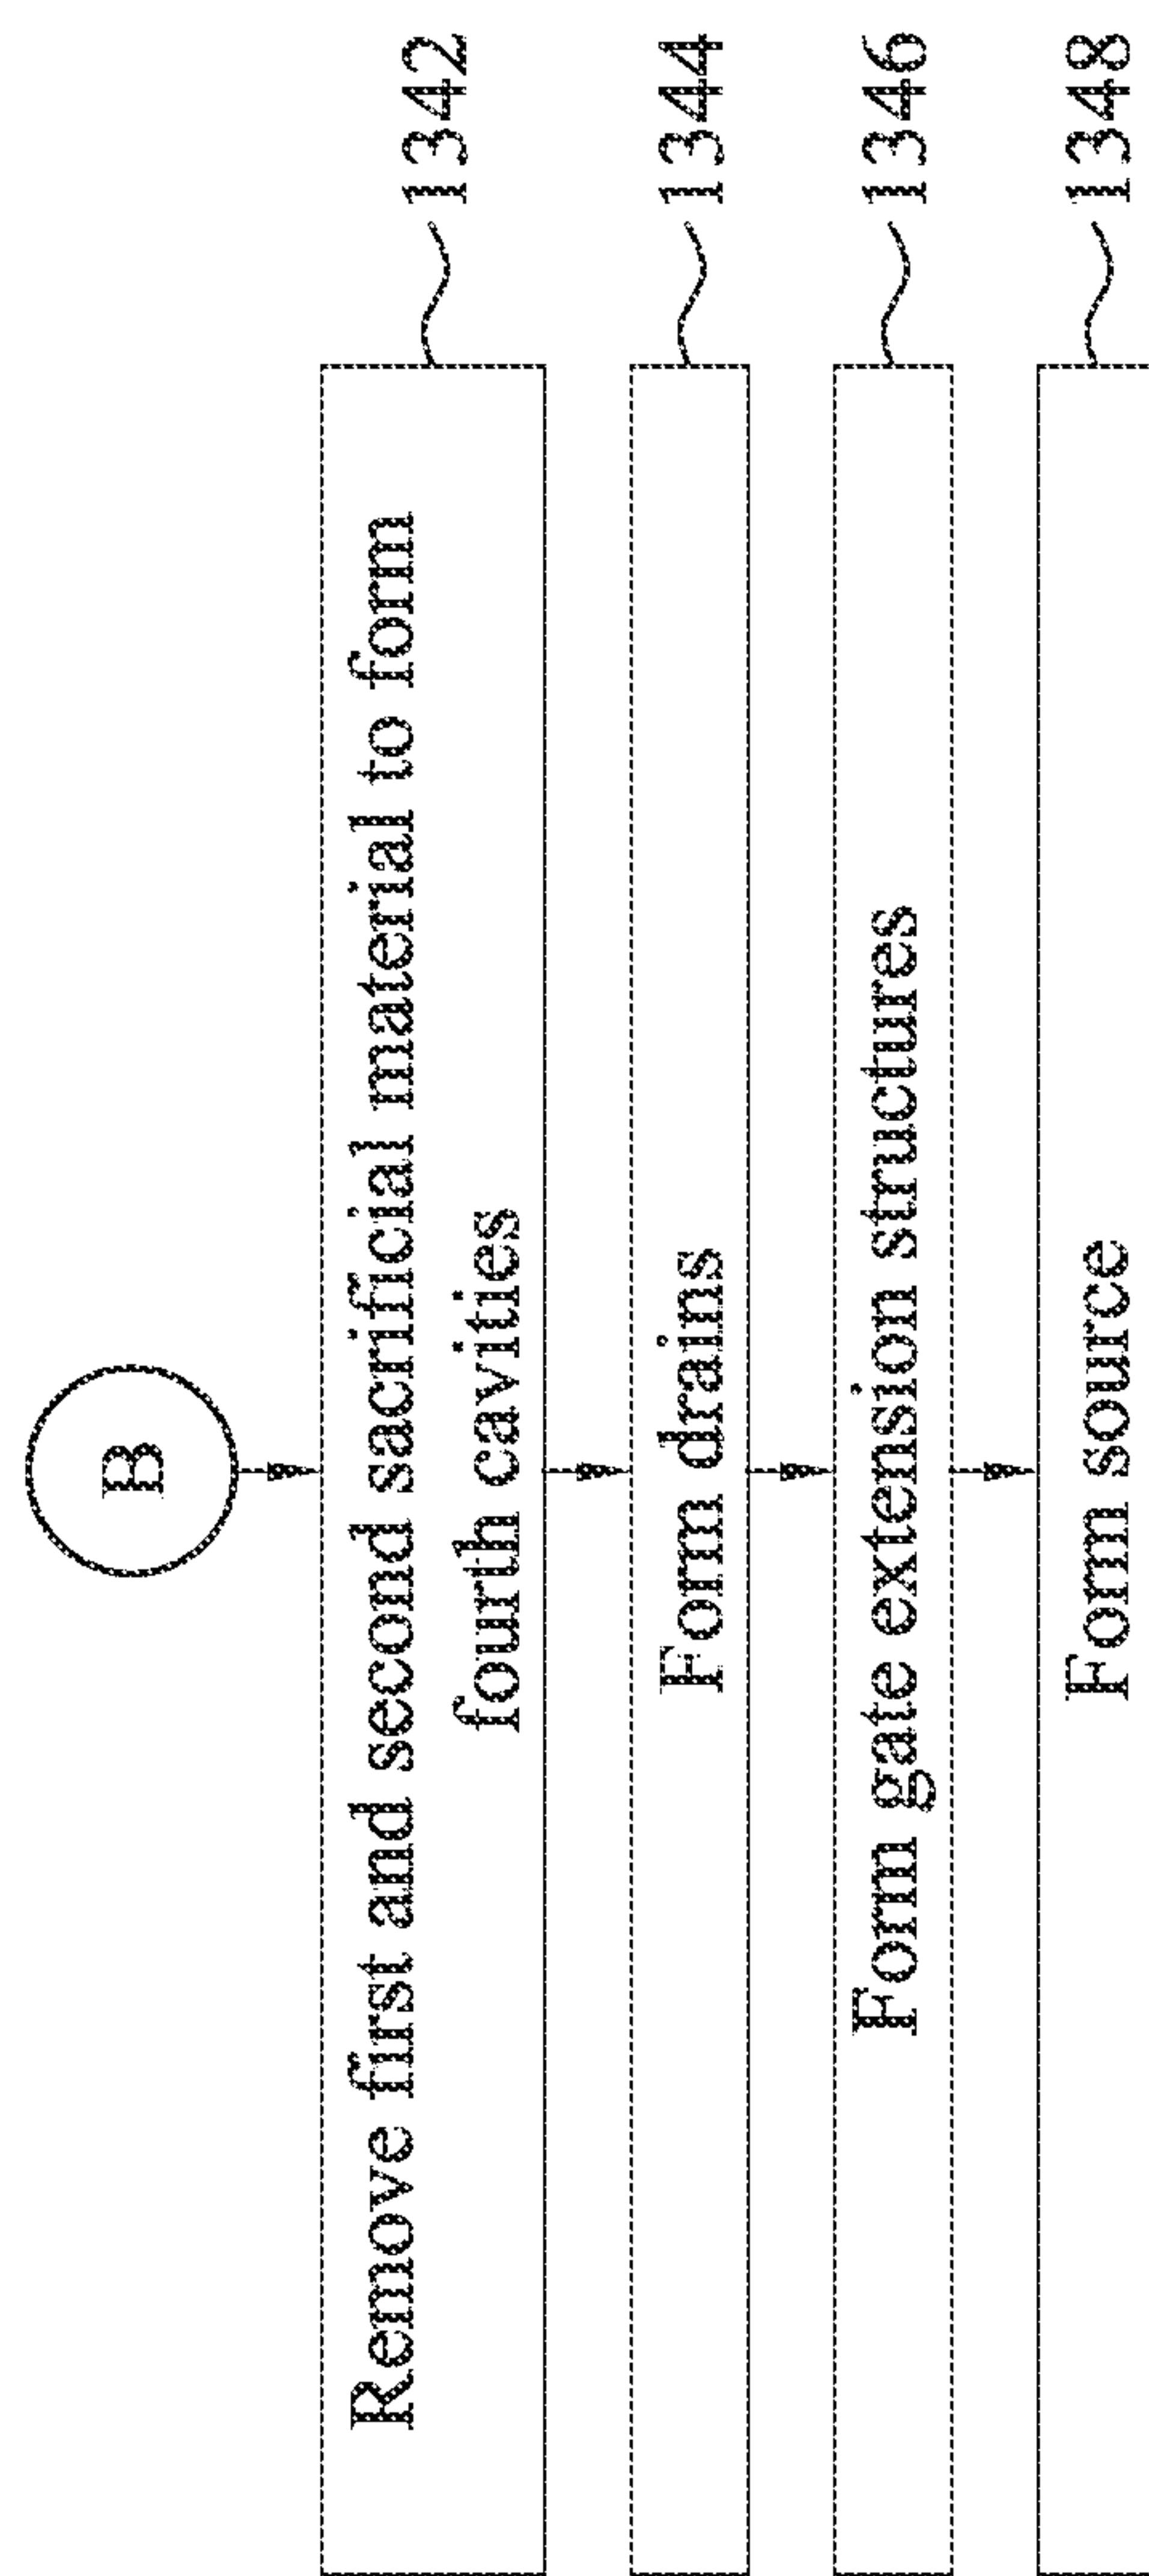 B
Remove first and second sacrificial material to form
fourth cavities
1342
Form drains
1344
Form gate extension structures
1346
Form source
1348